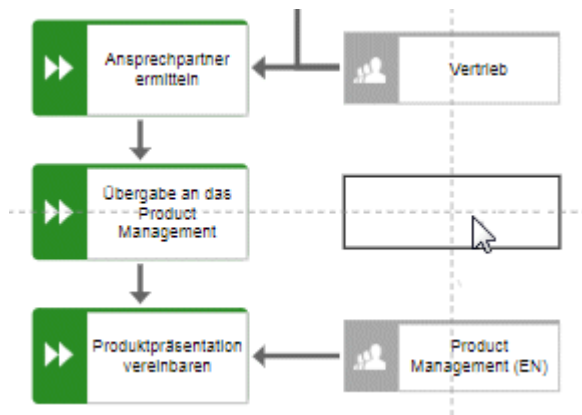 Ansprechpartner
ermitteln
Vertrieb
Übergabe an das
Product
Management
Produktpräsentation
vereinbaren
Product
Management (EN)